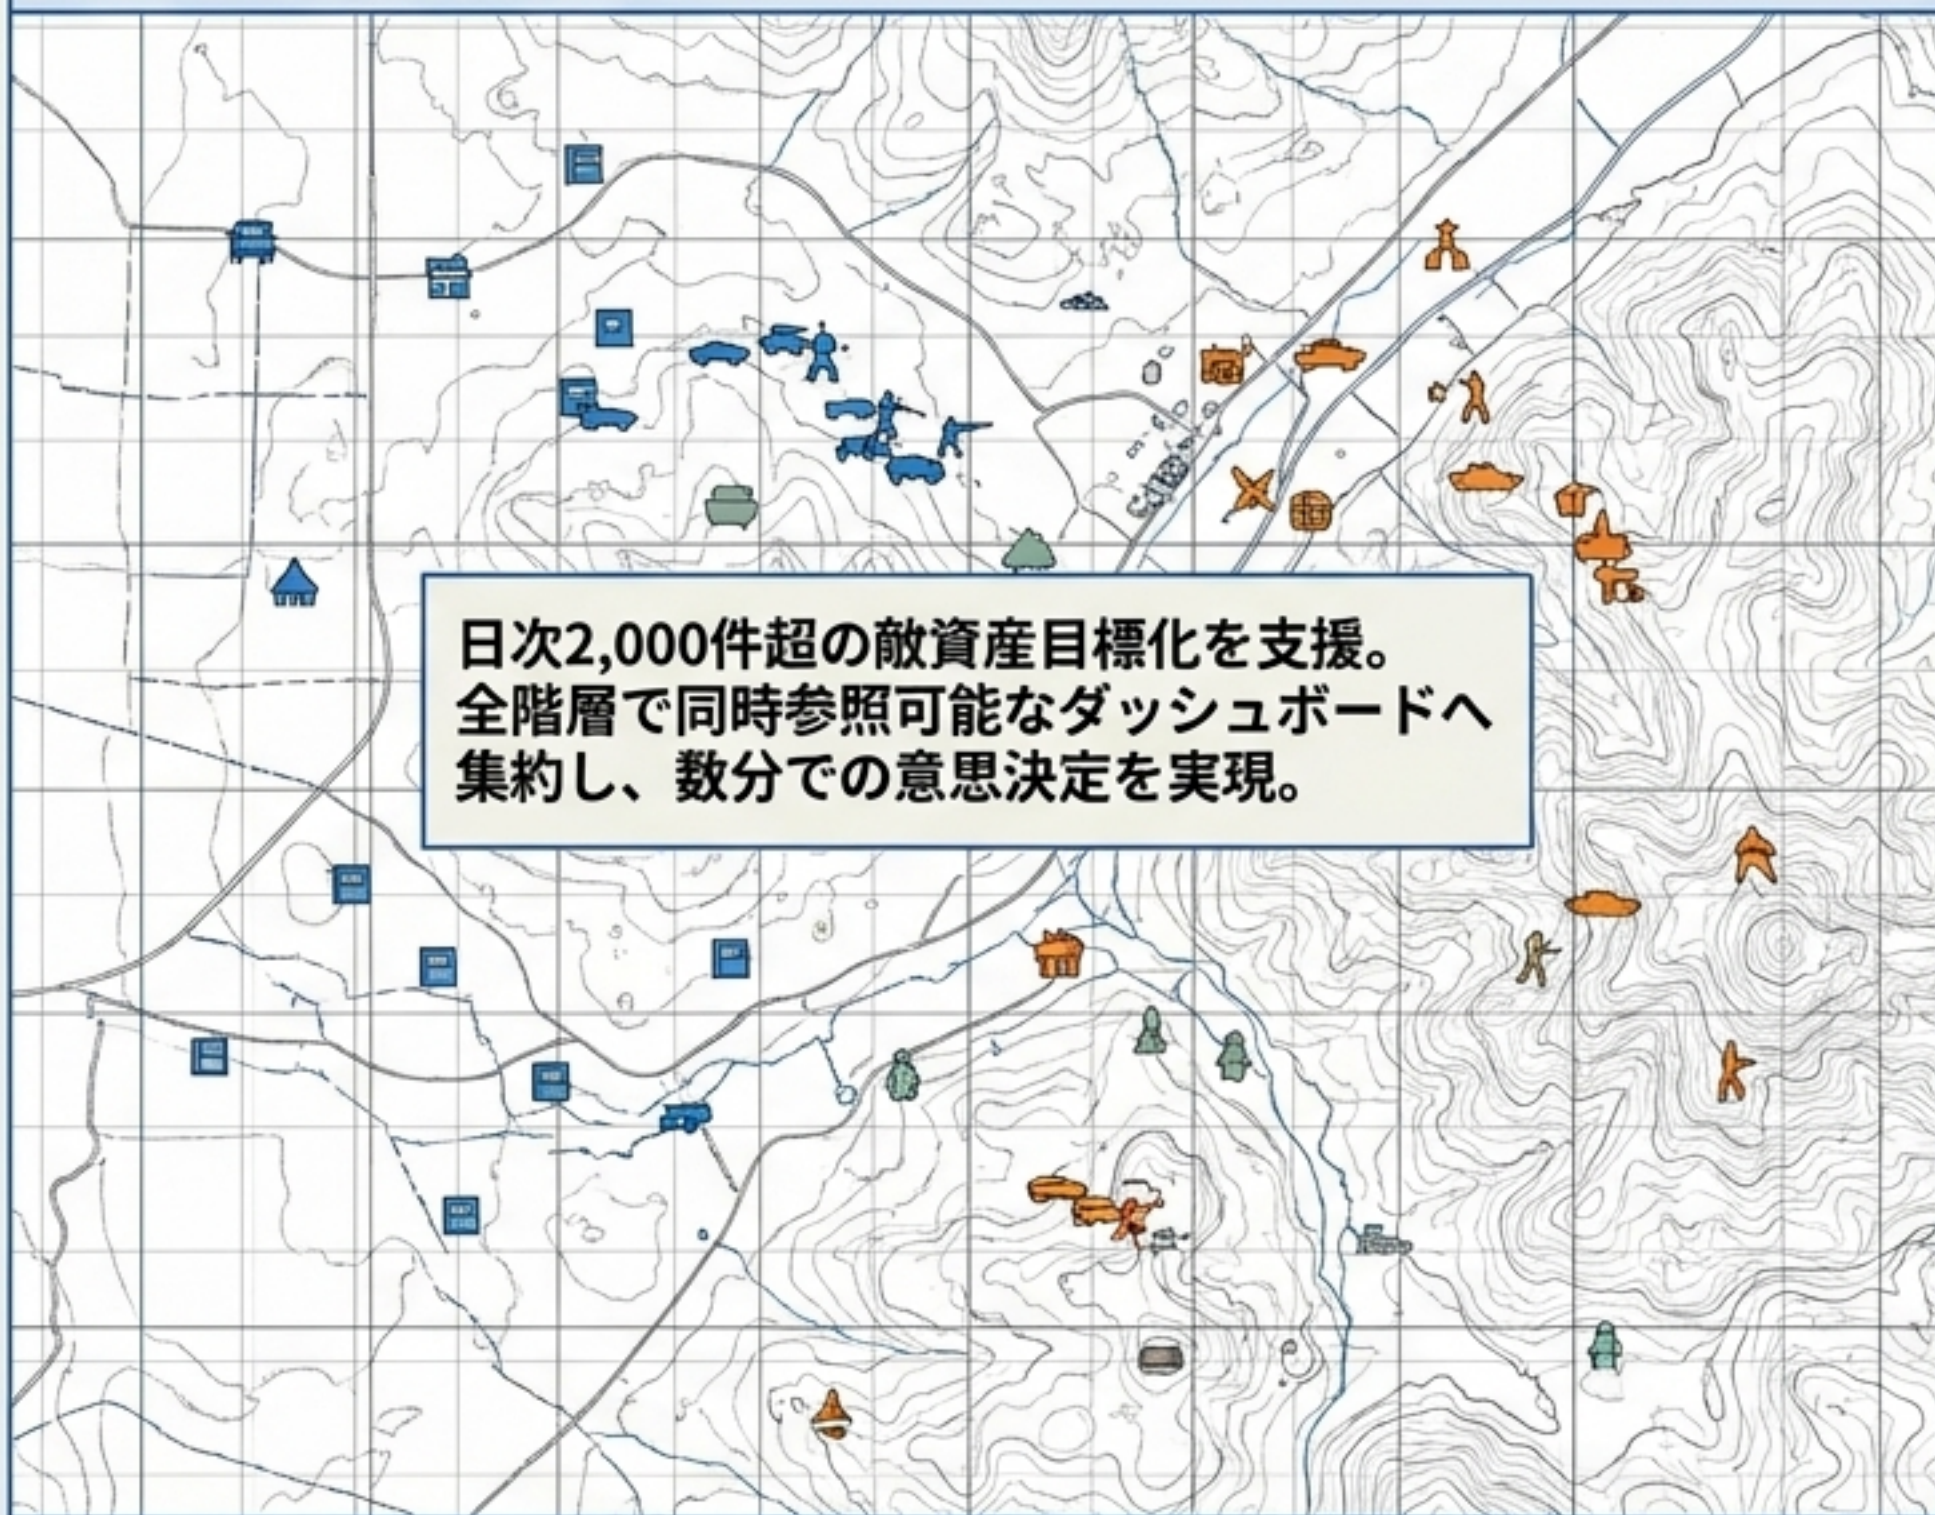 日次2,000件超の敵資産目標化を支援。
全階層で同時参照可能なダッシュボードへ
集約し、数分での意思決定を実現。